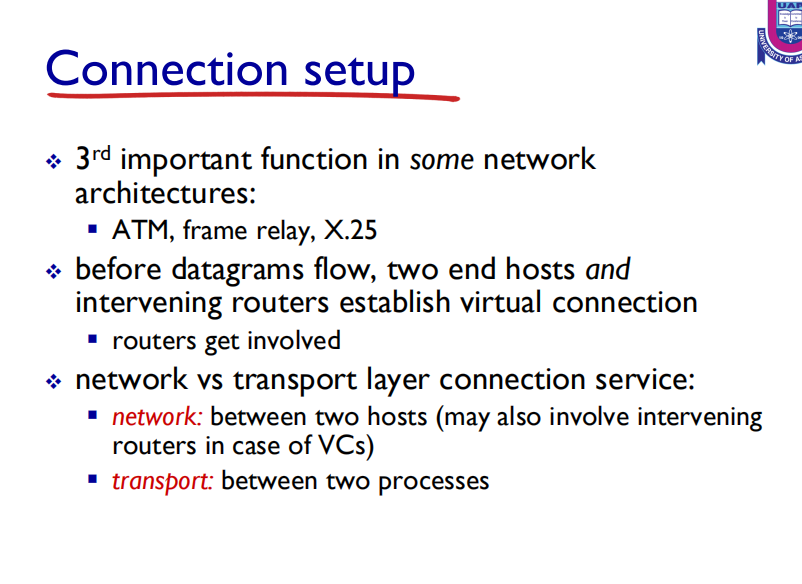 Connection setup
❖ 3rd important function in some network
architectures:
▪ ATM, frame relay, X.25
❖ before datagrams flow, two end hosts and
intervening routers establish virtual connection
▪ routers get involved
❖ network vs transport layer connection service:
▪ network: between two hosts (may also involve intervening
routers in case of VCs)
▪ transport: between two processes
UNIVERSITY OF